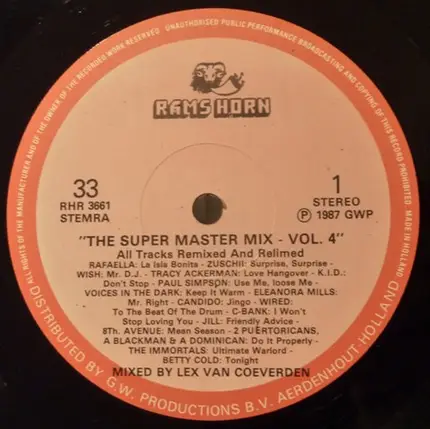 UNAUTHORISED PUBLIC PERFORMANCE BROADCASTING AND COPYING OF THIS RECORD PROHIBITED. MADE IN HOLLAND
ALL RIGHTS OF THE MANUFACTURER AND OF THE OWNER OF THE RECORDED WORK RESERVED
RAMSHORN
33
RHR 3661
STEMRA
1
STEREO
Ⓟ 1987 GWP
"THE SUPER MASTER MIX - VOL. 4"
All Tracks Remixed And Relimed
RAFAELLA: La Isla Bonita - ZUSCHII: Surprise, Surprise -
WISH: Mr. D.J. - TRACY ACKERMAN: Love Hangover - K.I.D.:
Don't Stop - PAUL SIMPSON: Use Me, loose Me -
VOICES IN THE DARK: Keep It Warm - ELEANORA MILLS:
Mr. Right - CANDIDO: Jingo - WIRED:
To The Beat Of The Drum - C-BANK: I Won't
Stop Loving You - JILL: Friendly Advice -
8th. AVENUE: Mean Season - 2 PUERTORICANS,
A BLACKMAN & A DOMINICAN: Do It Properly -
THE IMMORTALS: Ultimate Warlord -
BETTY COLD: Tonight
MIXED BY LEX VAN COEVERDEN
DISTRIBUTED BY G.W. PRODUCTIONS B.V. AERDENHOUT-HOLLAND